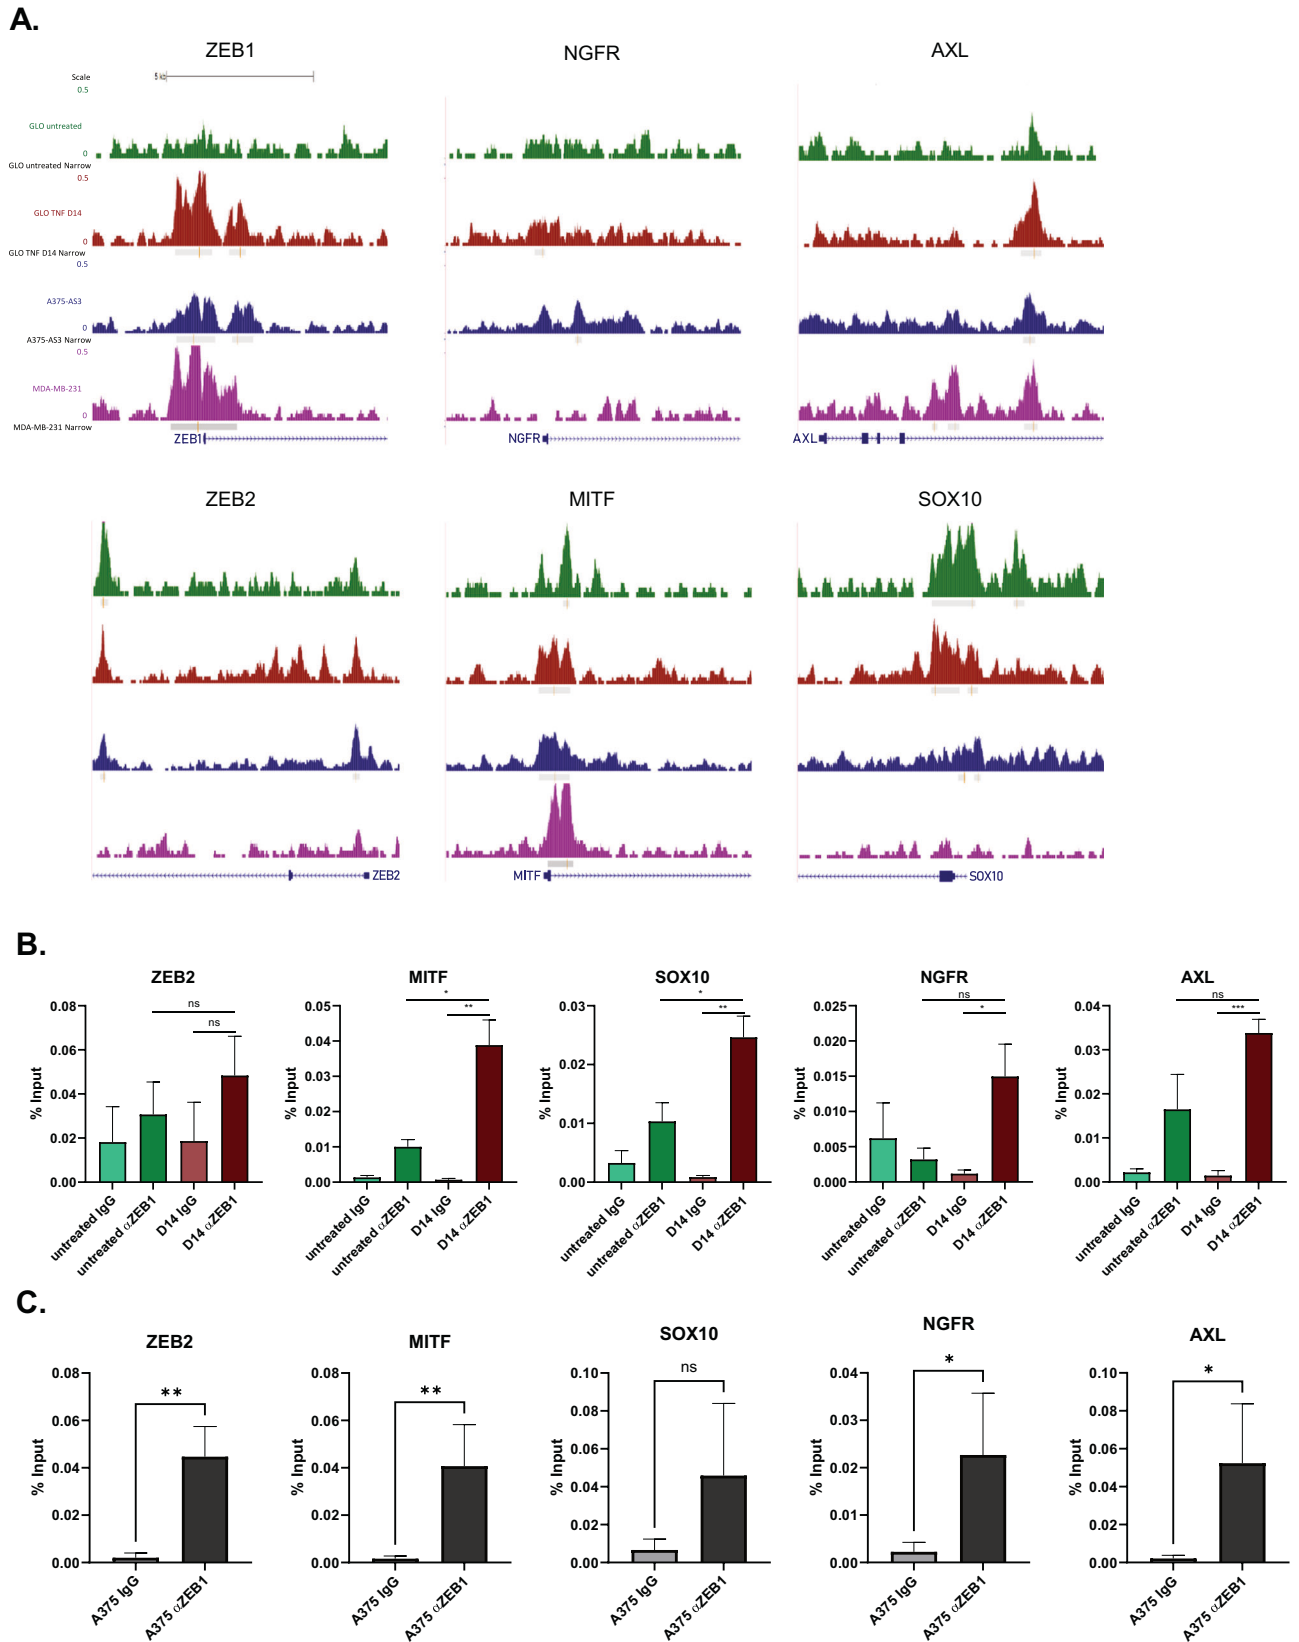 A.
ZEB1
NGFR
AXL
Scale
5 kb
0.5
GLO untreated
0
GLO untreated Narrow
0.5
GLO TNF D14
0
GLO TNF D14 Narrow
0.5
A375-AS3
0
A375-AS3 Narrow
0.5
MDA-MB-231
0
MDA-MB-231 Narrow
ZEB1
NGFR
AXL
ZEB2
MITF
SOX10
ZEB2
MITF
SOX10
B.
ZEB2
% Input
0.08
0.06
0.04
0.02
0.00
ns
ns
untreated IgG
untreated αZEB1
D14 IgG
D14 αZEB1
MITF
% Input
0.05
0.04
0.03
0.02
0.01
0.00
*
**
untreated IgG
untreated αZEB1
D14 IgG
D14 αZEB1
SOX10
% Input
0.03
0.02
0.01
0.00
*
**
untreated IgG
untreated αZEB1
D14 IgG
D14 αZEB1
NGFR
% Input
0.025
0.020
0.015
0.010
0.005
0.000
ns
*
untreated IgG
untreated αZEB1
D14 IgG
D14 αZEB1
AXL
% Input
0.04
0.03
0.02
0.01
0.00
ns
***
untreated IgG
untreated αZEB1
D14 IgG
D14 αZEB1
C.
ZEB2
% Input
0.08
0.06
0.04
0.02
0.00
**
A375 IgG
A375 αZEB1
MITF
% Input
0.08
0.06
0.04
0.02
0.00
**
A375 IgG
A375 αZEB1
SOX10
% Input
0.10
0.08
0.06
0.04
0.02
0.00
ns
A375 IgG
A375 αZEB1
NGFR
% Input
0.04
0.03
0.02
0.01
0.00
*
A375 IgG
A375 αZEB1
AXL
% Input
0.10
0.08
0.06
0.04
0.02
0.00
*
A375 IgG
A375 αZEB1